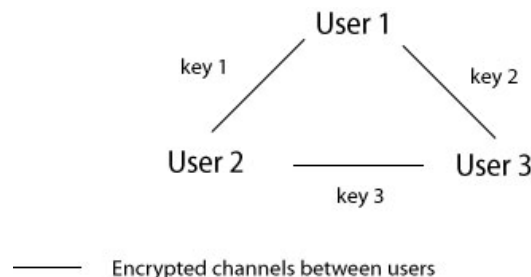 User 1
key 1
key 2
User 2
User 3
key 3
Encrypted channels between users